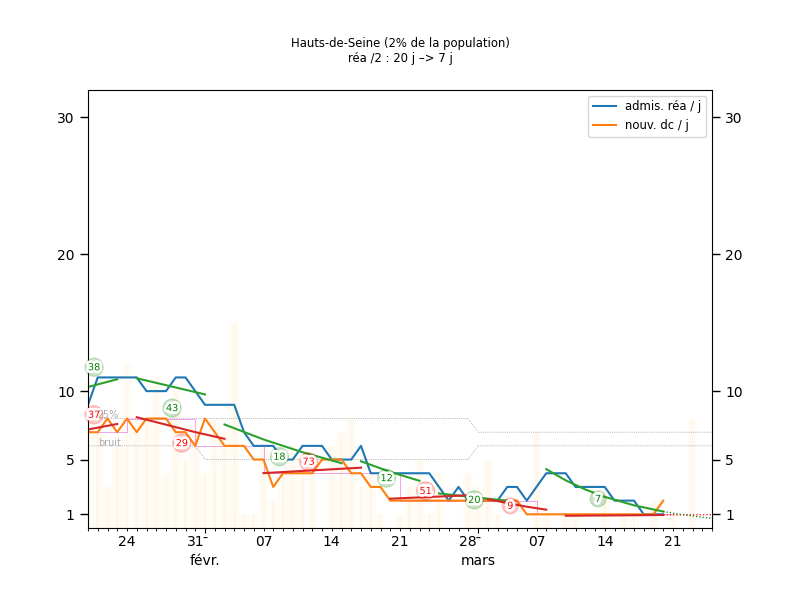 Hauts-de-Seine (2% de la population)
réa /2 : 20 j –> 7 j
admis. réa / j
nouv. dc / j
30 30
20 20
10 10
5 5
1 1
38
37 25%
bruit
43
29
18
73
12
51
20
9
7
24 31 07 14 21 28 07 14 21
févr. mars